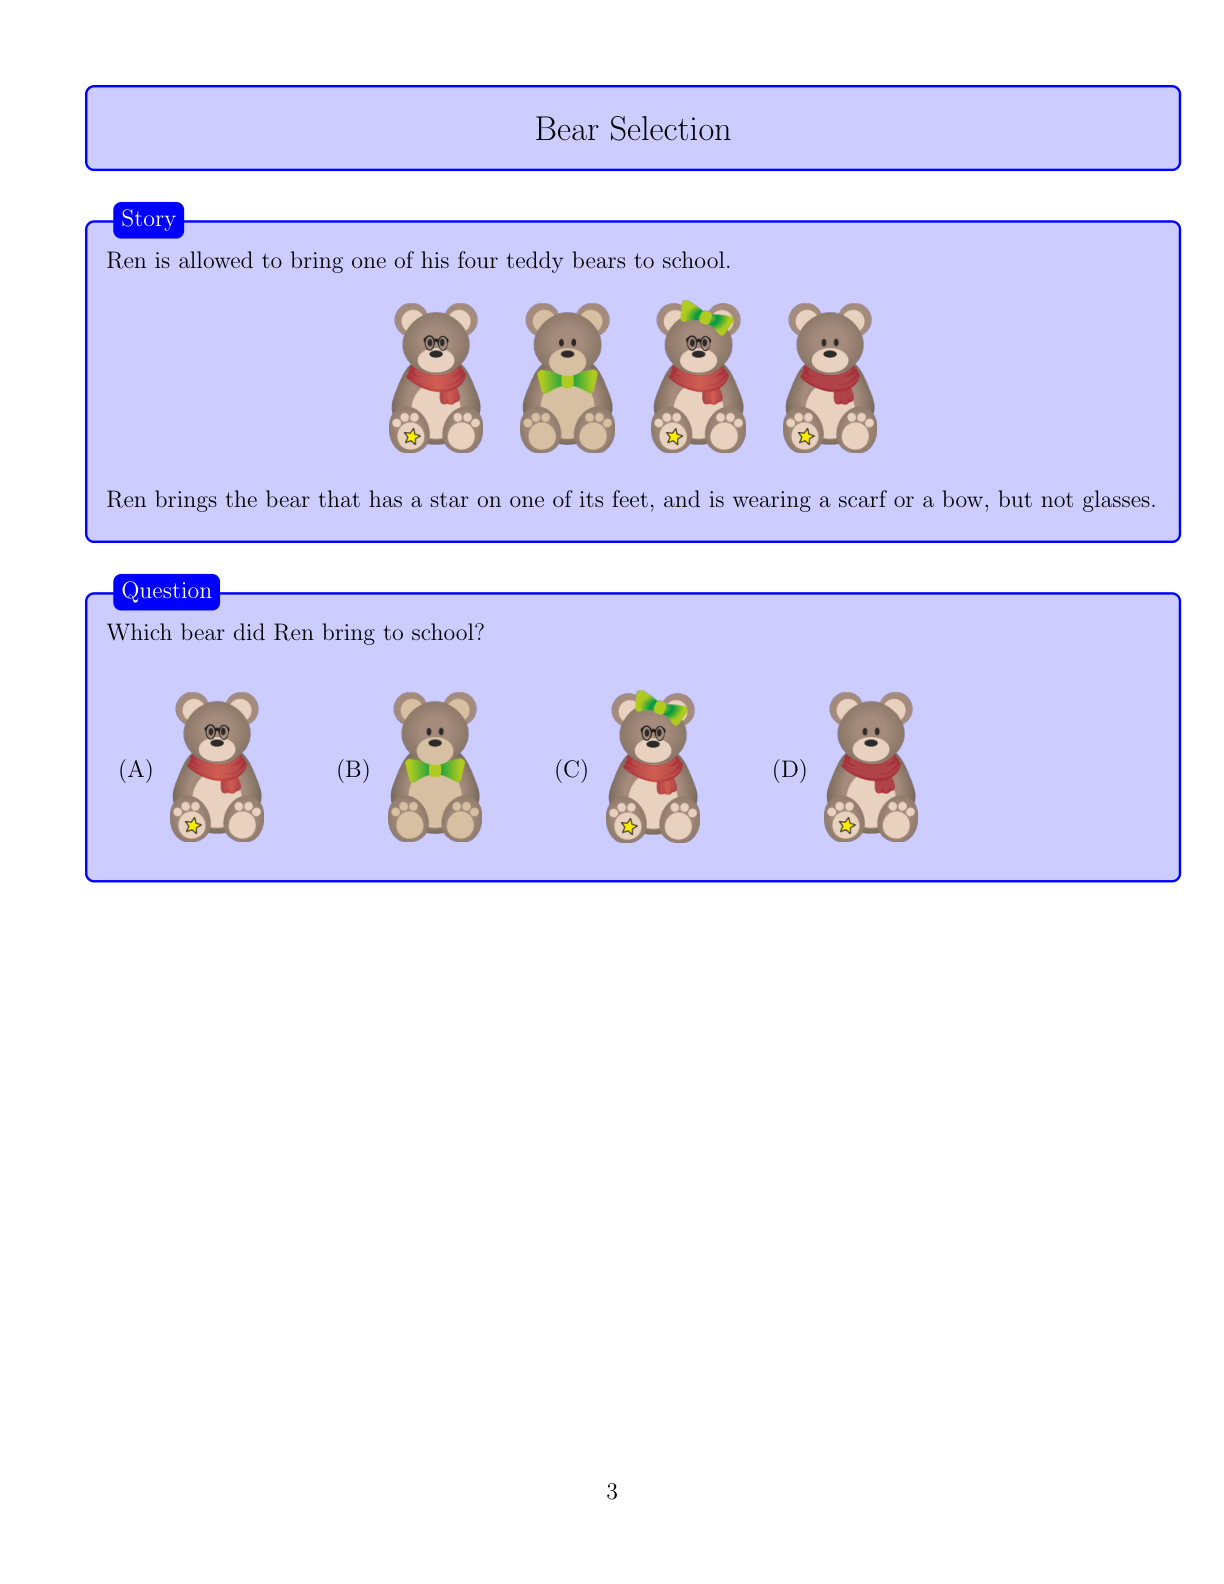 Bear Selection
Story
Ren is allowed to bring one of his four teddy bears to school.
Ren brings the bear that has a star on one of its feet, and is wearing a scarf or a bow, but not glasses.
Question
Which bear did Ren bring to school?
(A) (B) (C) (D)
3